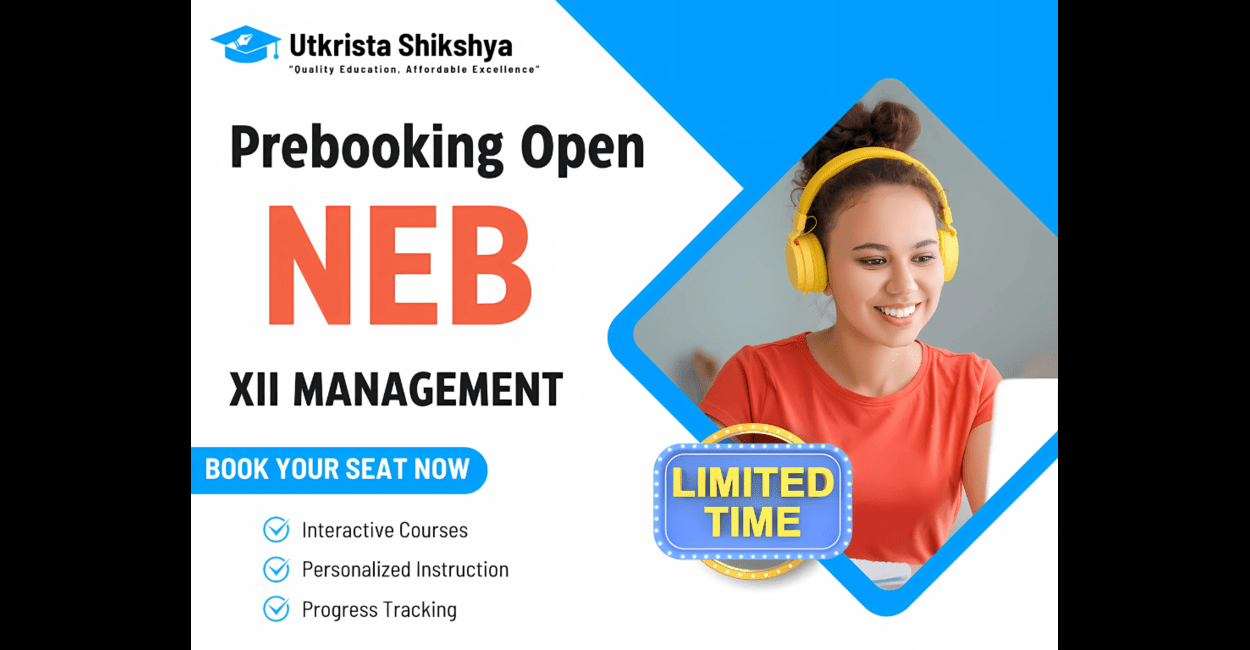 Utkrista Shikshya
"Quality Education, Affordable Excellence"
Prebooking Open
NEB
XII MANAGEMENT
BOOK YOUR SEAT NOW
Interactive Courses
Personalized Instruction
Progress Tracking
LIMITED
TIME